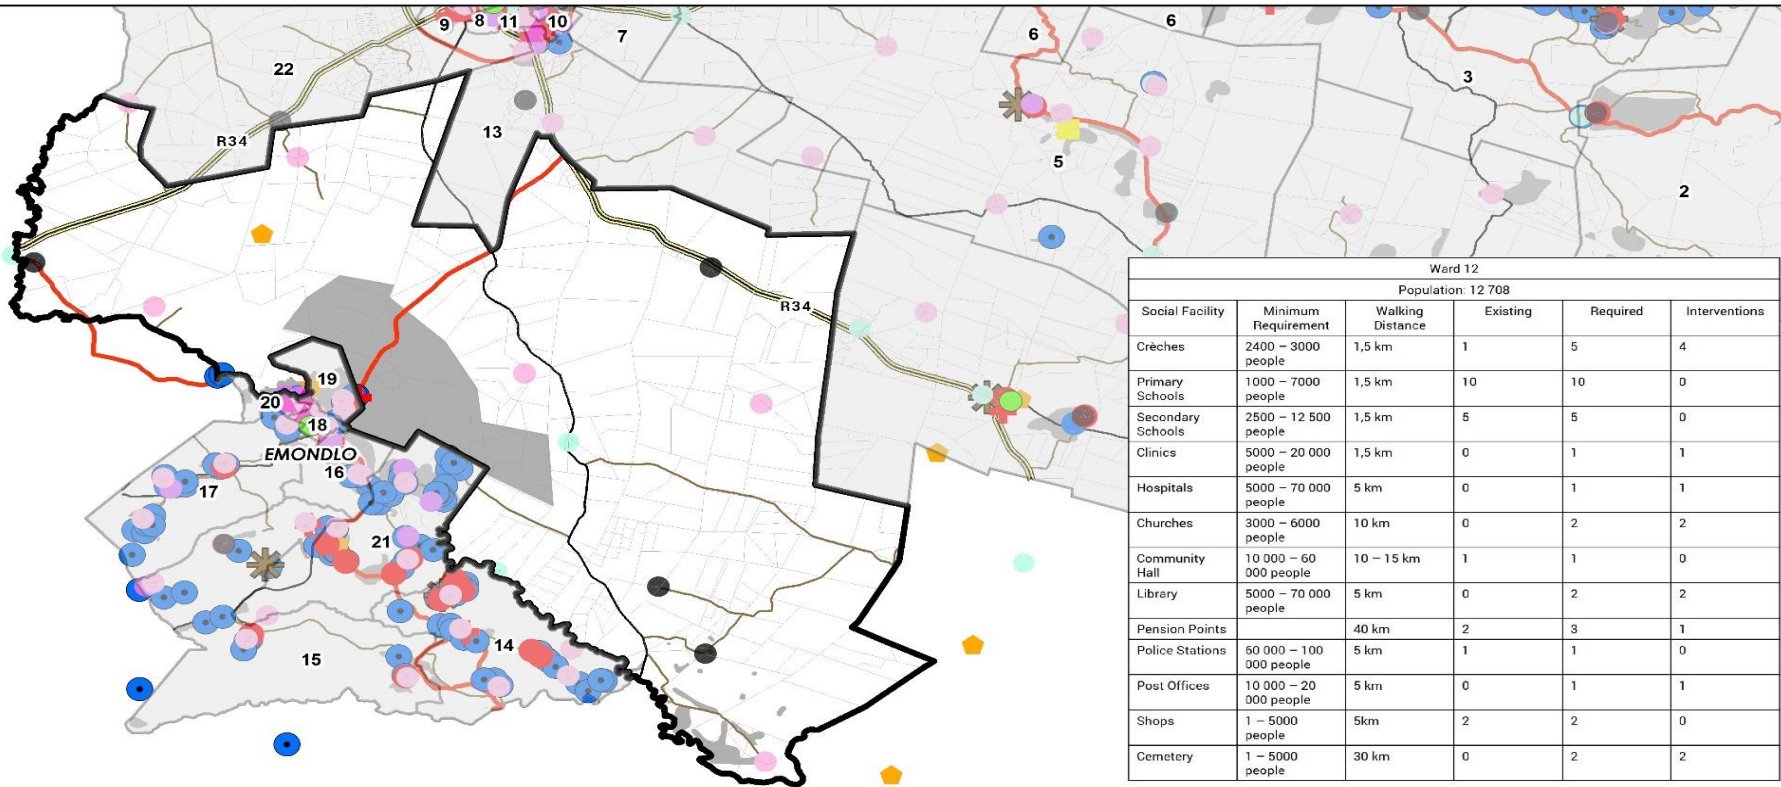 9
8
11
10
7
6
6
3
22
13
5
2
R34
R34
19
20
18
EMONDLO
16
17
21
14
15
Ward 12
Population: 12 708
Social Facility Minimum Requirement Walking Distance Existing Required Interventions
Crèches 2400 – 3000 people 1,5 km 1 5 4
Primary Schools 1000 – 7000 people 1,5 km 10 10 0
Secondary Schools 2500 – 12 500 people 1,5 km 5 5 0
Clinics 5000 – 20 000 people 1,5 km 0 1 1
Hospitals 5000 – 70 000 people 5 km 0 1 1
Churches 3000 – 6000 people 10 km 0 2 2
Community Hall 10 000 – 60 000 people 10 – 15 km 1 1 0
Library 5000 – 70 000 people 5 km 0 2 2
Pension Points 40 km 2 3 1
Police Stations 60 000 – 100 000 people 5 km 1 1 0
Post Offices 10 000 – 20 000 people 5 km 0 1 1
Shops 1 – 5000 people 5km 2 2 0
Cemetery 1 – 5000 people 30 km 0 2 2